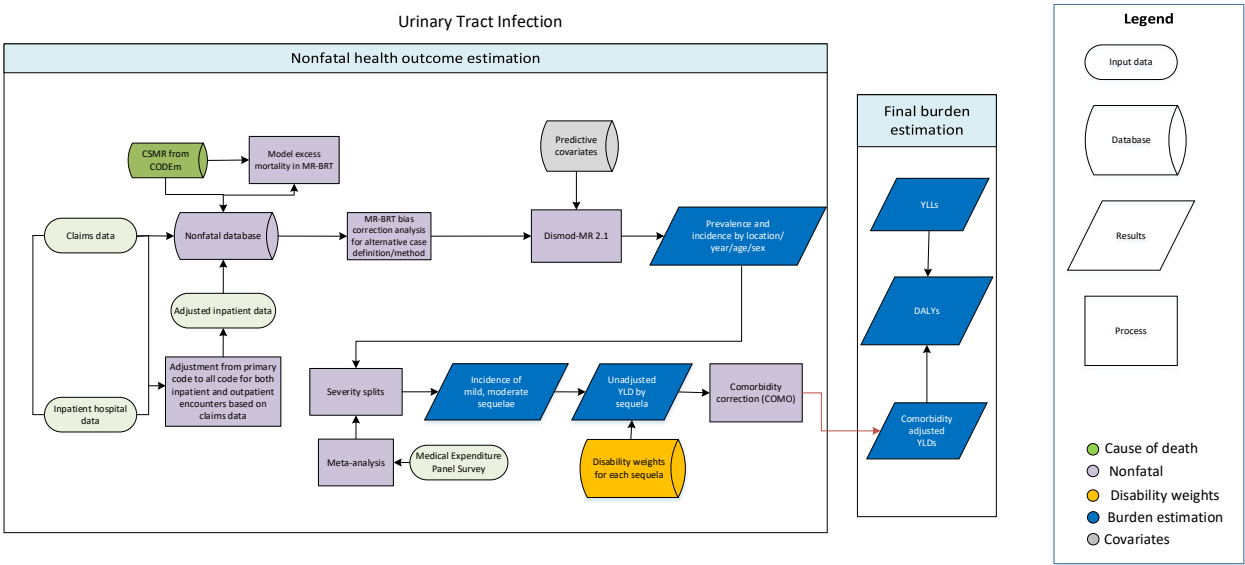 Urinary Tract Infection
Nonfatal health outcome estimation
CSMR from
CODEm
Model excess
mortality in MR-BRT
Predictive
covariates
Claims data
Nonfatal database
MR-BRT bias
correction analysis
for alternative case
definition/method
Dismod-MR 2.1
Prevalence and
incidence by location/
year/age/sex
Adjusted inpatient data
Adjustment from primary
code to all code for both
inpatient and outpatient
encounters based on
claims data
Inpatient hospital
data
Severity splits
Incidence of
mild, moderate
sequelae
Unadjusted
YLD by
sequela
Comorbidity
correction (COMO)
Meta-analysis
Medical Expenditure
Panel Survey
Disability weights
for each sequela
Final burden
estimation
YLLs
DALYs
Comorbidity
adjusted
YLDs
Legend
Input data
Database
Results
Process
Cause of death
Nonfatal
Disability weights
Burden estimation
Covariates